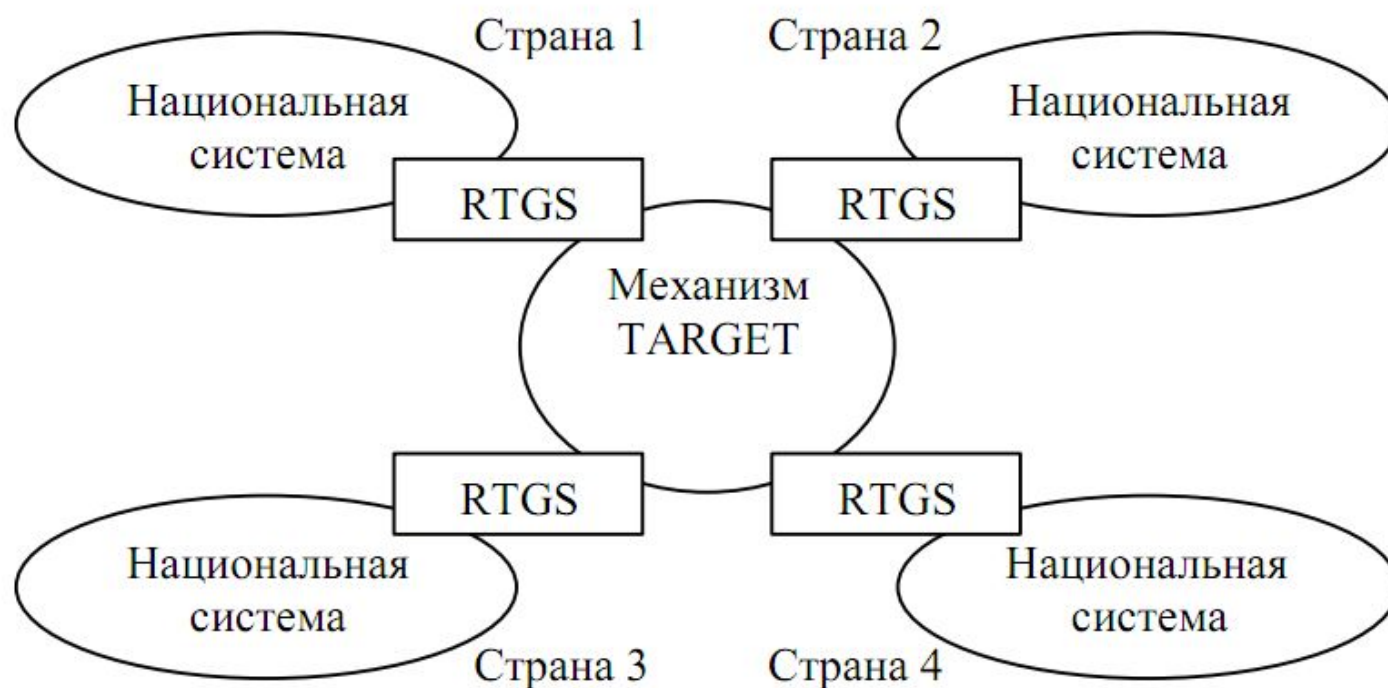 Страна 1
Страна 2
Национальная
система
Национальная
система
RTGS
RTGS
Механизм
TARGET
RTGS
RTGS
Национальная
система
Национальная
система
Страна 3
Страна 4